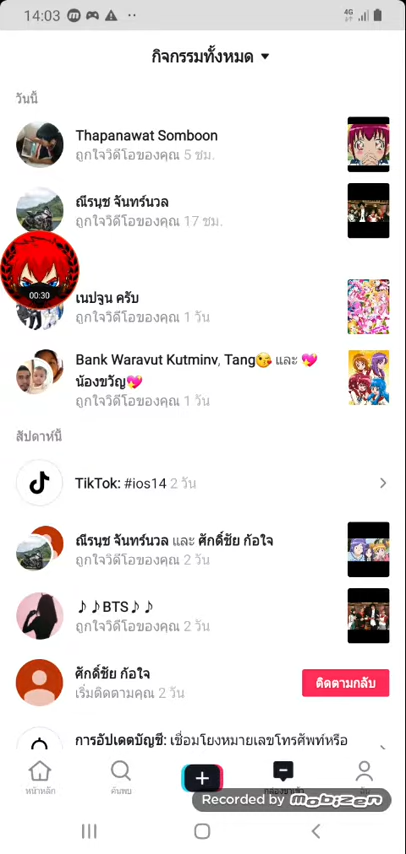 14:03
4G
กิจกรรมทั้งหมด
วันนี้
Thapanawat Somboon
ถูกใจวิดีโอของคุณ 5 ชม.
ณีรนุช จันทร์นวล
ถูกใจวิดีโอของคุณ 17 ชม.
00:30
เนปจูน ครับ
ถูกใจวิดีโอของคุณ 1 วัน
Bank Waravut Kutminv, Tang😘 และ 💖
น้องขวัญ💖
ถูกใจวิดีโอของคุณ 1 วัน
สัปดาห์นี้
TikTok: #ios14 2 วัน
ณีรนุช จันทร์นวล และ ศักดิ์ชัย ก้อใจ
ถูกใจวิดีโอของคุณ 2 วัน
♪♪BTS♪♪
ถูกใจวิดีโอของคุณ 2 วัน
ศักดิ์ชัย ก้อใจ
เริ่มติดตามคุณ 2 วัน
ติดตามกลับ
การอัปเดตบัญชี: เชื่อมโยงหมายเลขโทรศัพท์หรือ
หน้าหลัก
ค้นพบ
Recorded by mobizen